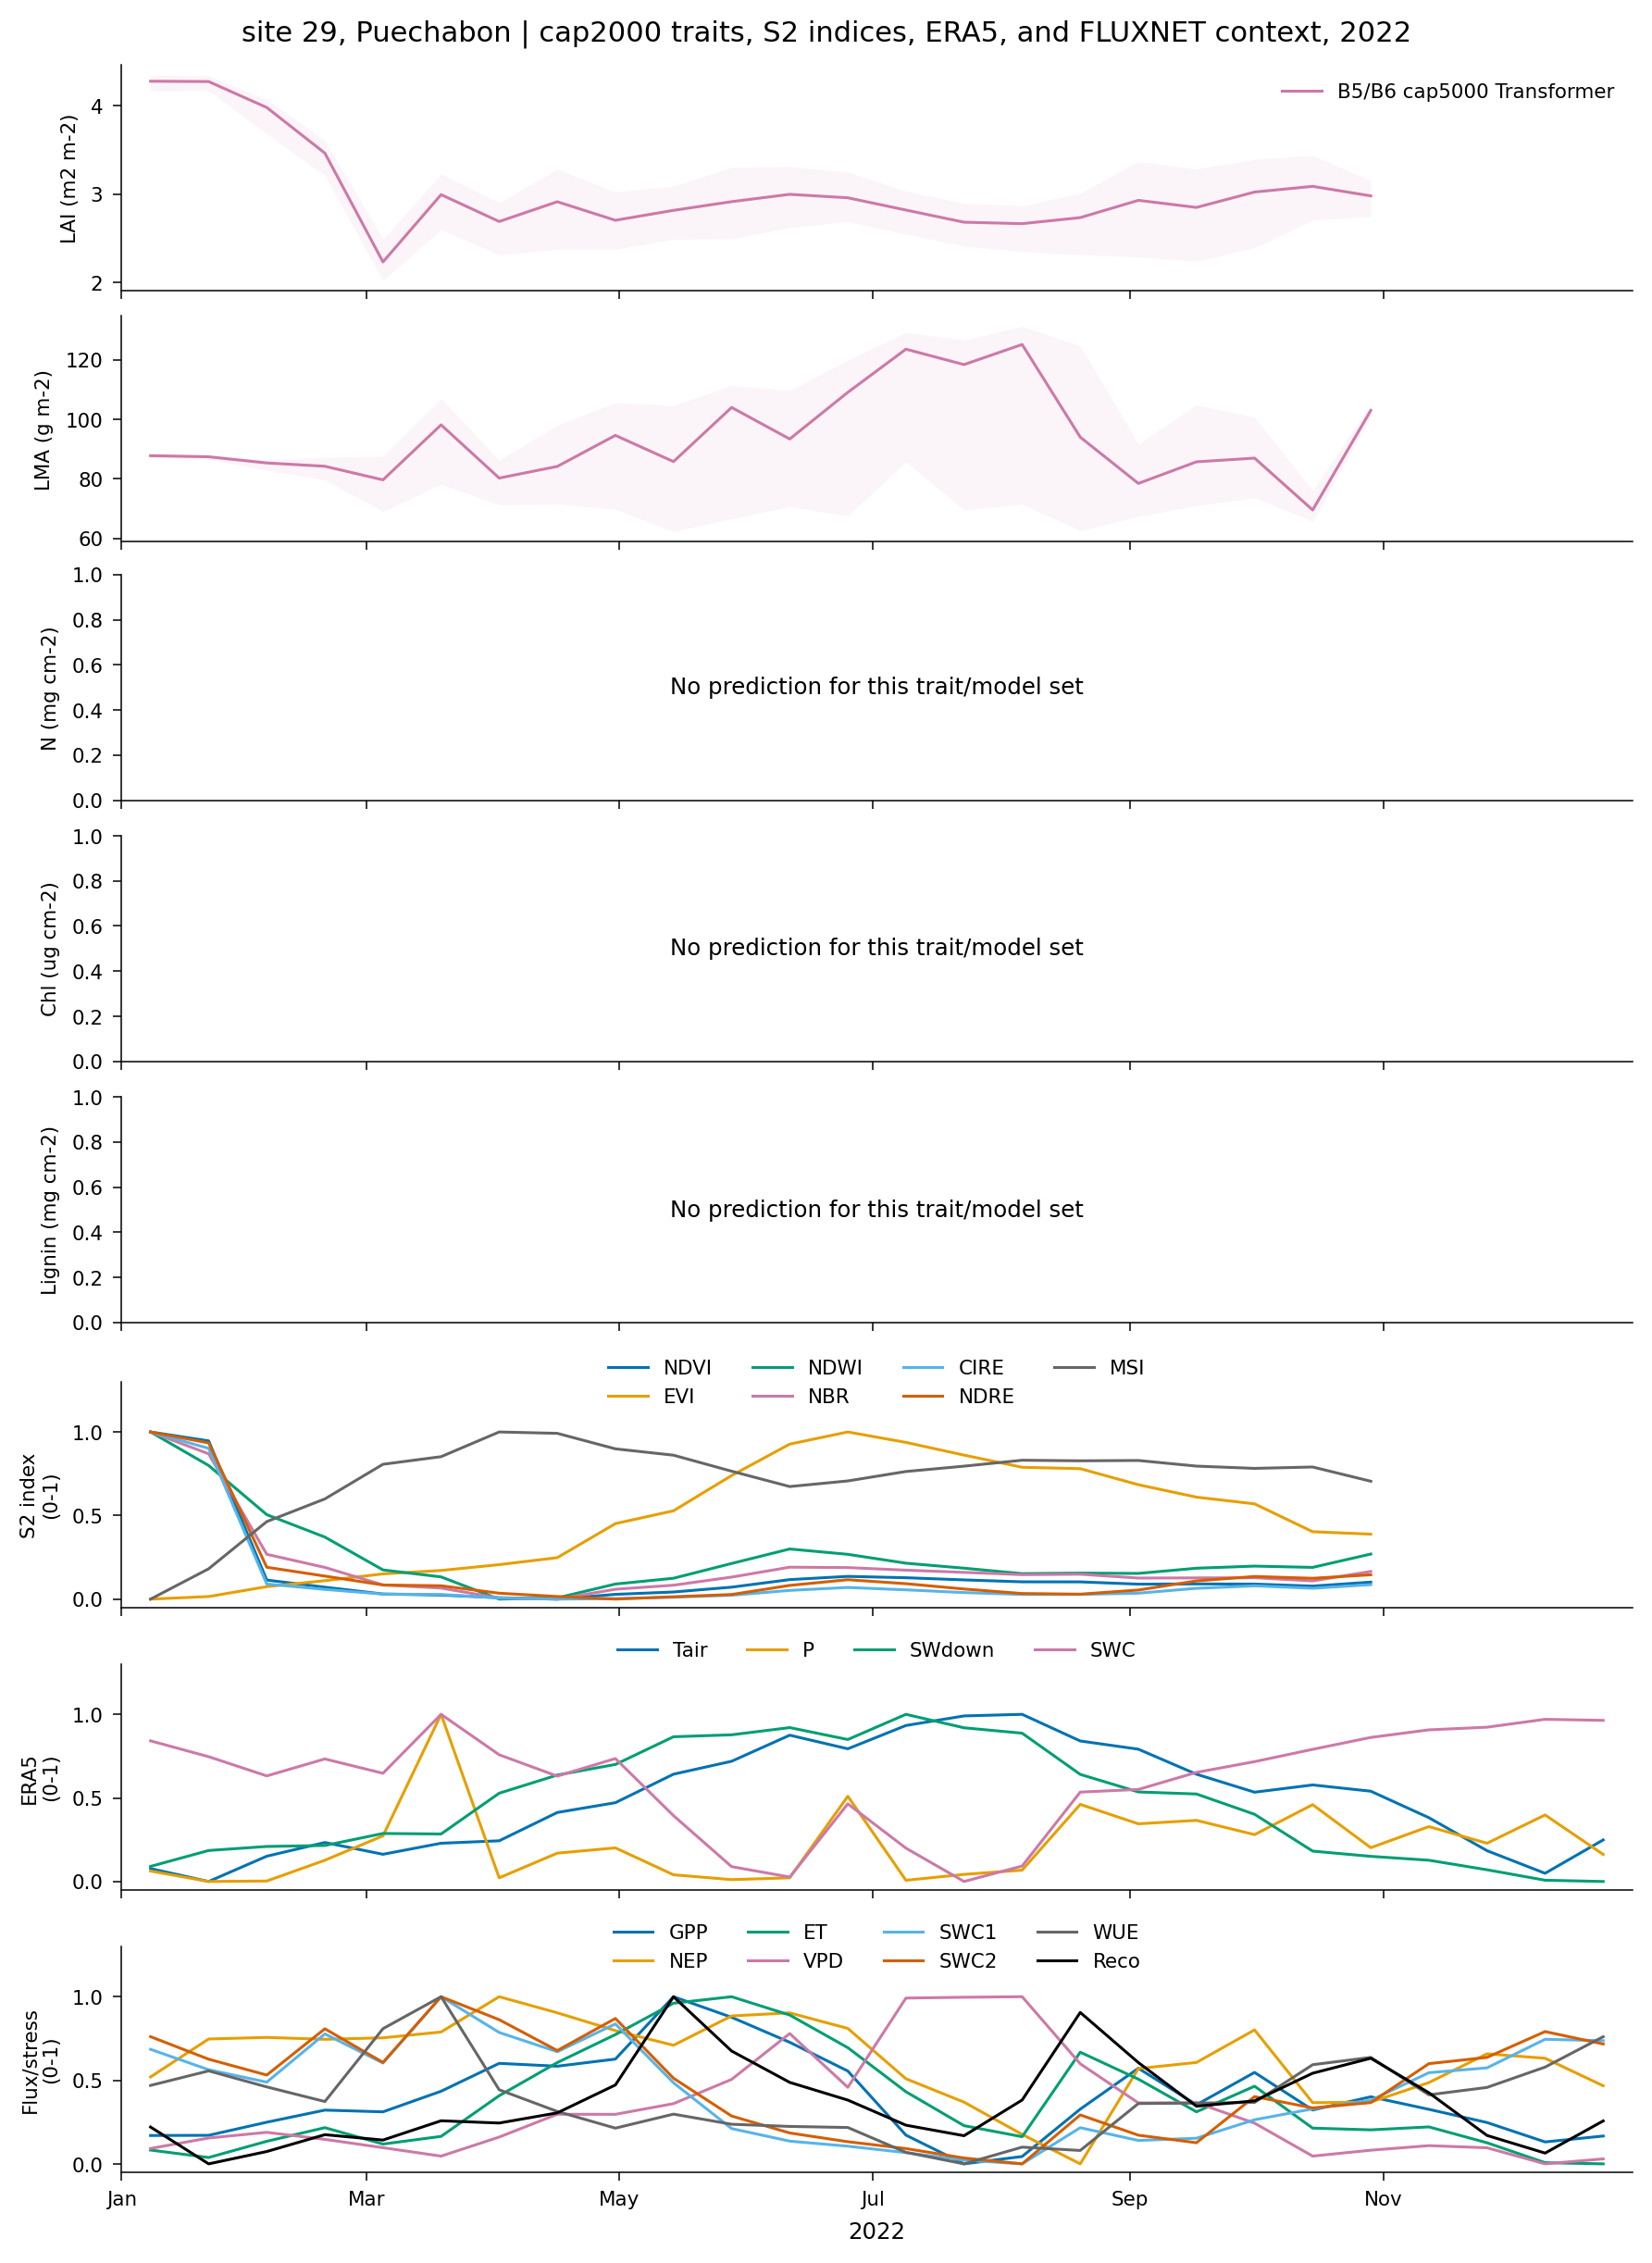 site 29, Puechabon | cap2000 traits, S2 indices, ERA5, and FLUXNET context, 2022
B5/B6 cap5000 Transformer
LAI (m2 m-2)
4
3
2
LMA (g m-2)
120
100
80
60
N (mg cm-2)
1.0
0.8
0.6
0.4
0.2
0.0
No prediction for this trait/model set
Chl (ug cm-2)
1.0
0.8
0.6
0.4
0.2
0.0
No prediction for this trait/model set
Lignin (mg cm-2)
1.0
0.8
0.6
0.4
0.2
0.0
No prediction for this trait/model set
NDVI NDWI CIRE MSI
EVI NBR NDRE
S2 index
(0-1)
1.0
0.5
0.0
Tair P SWdown SWC
ERA5
(0-1)
1.0
0.5
0.0
GPP ET SWC1 WUE
NEP VPD SWC2 Reco
Flux/stress
(0-1)
1.0
0.5
0.0
Jan Mar May Jul Sep Nov
2022